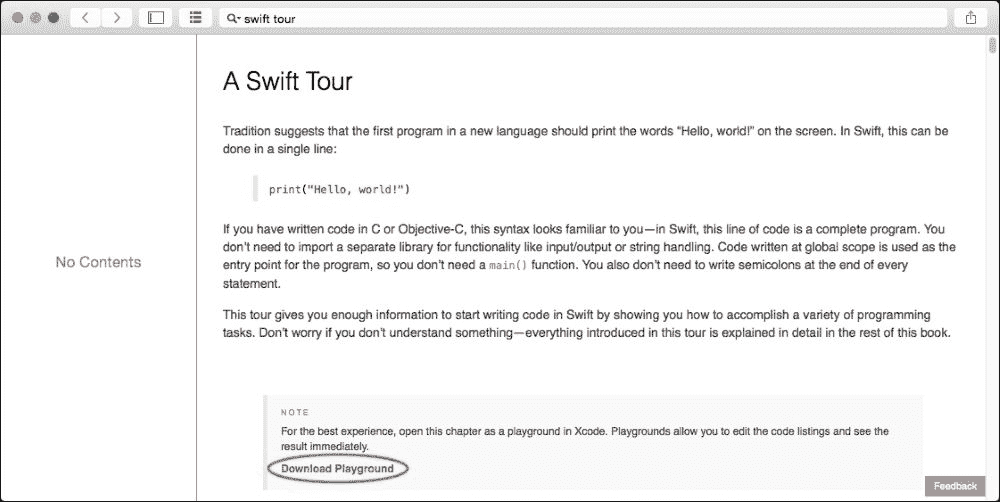 swift tour
A Swift Tour
Tradition suggests that the first program in a new language should print the words “Hello, world!” on the screen. In Swift, this can be
done in a single line:
print("Hello, world!")
If you have written code in C or Objective-C, this syntax looks familiar to you—in Swift, this line of code is a complete program. You
don’t need to import a separate library for functionality like input/output or string handling. Code written at global scope is used as the
entry point for the program, so you don’t need a main() function. You also don’t need to write semicolons at the end of every
statement.
No Contents
This tour gives you enough information to start writing code in Swift by showing you how to accomplish a variety of programming
tasks. Don’t worry if you don’t understand something—everything introduced in this tour is explained in detail in the rest of this book.
NOTE
For the best experience, open this chapter as a playground in Xcode. Playgrounds allow you to edit the code listings and see the
result immediately.
Download Playground
Feedback